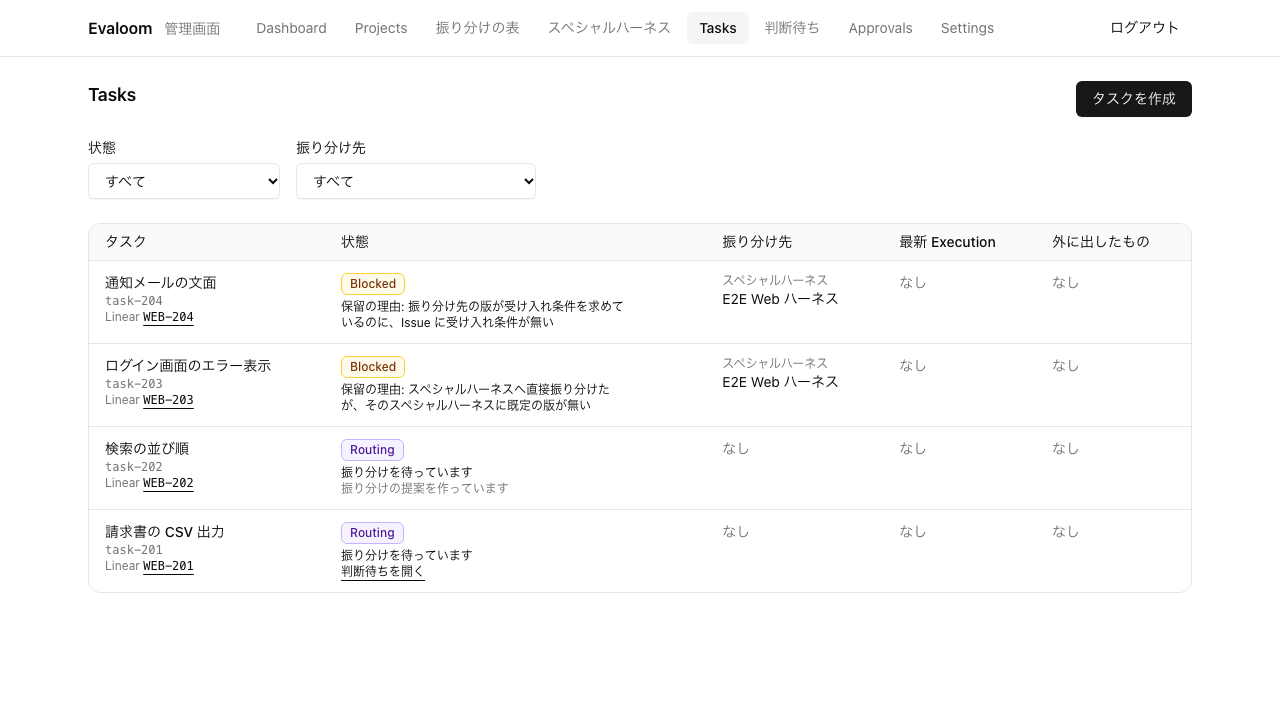 Evaloom 管理画面 Dashboard Projects 振り分けの表 スペシャルハーネス Tasks 判断待ち Approvals Settings ログアウト
Tasks タスクを作成
状態 振り分け先
すべて すべて
タスク 状態 振り分け先 最新 Execution 外に出したもの
通知メールの文面
task-204
Linear WEB-204
Blocked
保留の理由: 振り分け先の版が受け入れ条件を求めて
いるのに、Issue に受け入れ条件が無い
スペシャルハーネス
E2E Web ハーネス
なし
なし
ログイン画面のエラー表示
task-203
Linear WEB-203
Blocked
保留の理由: スペシャルハーネスへ直接振り分けた
が、そのスペシャルハーネスに既定の版が無い
スペシャルハーネス
E2E Web ハーネス
なし
なし
検索の並び順
task-202
Linear WEB-202
Routing
振り分けを待っています
振り分けの提案を作っています
なし
なし
なし
請求書の CSV 出力
task-201
Linear WEB-201
Routing
振り分けを待っています
判断待ちを開く
なし
なし
なし